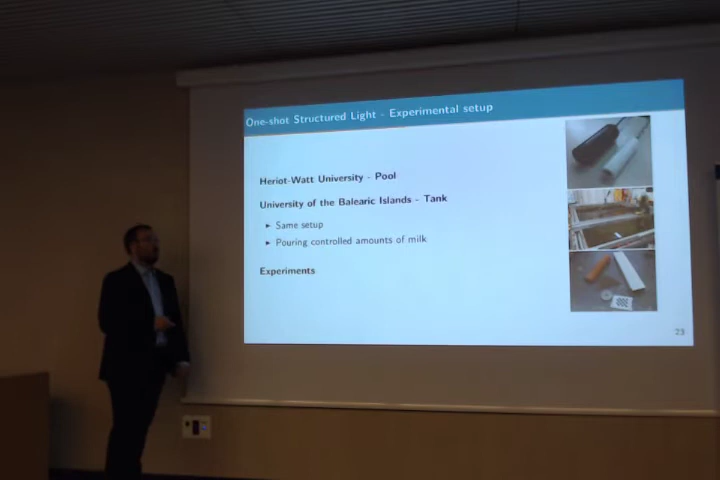 One-shot Structured Light - Experimental setup
Heriot-Watt University - Pool
University of the Balearic Islands - Tank
▸ Same setup
▸ Pouring controlled amounts of milk
Experiments
23